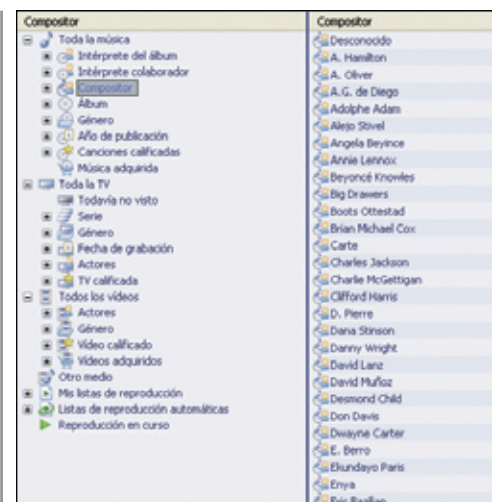 Compositor
Toda la música
Intérprete del álbum
Intérprete colaborador
Compositor
Álbum
Género
Año de publicación
Canciones calificadas
Música adquirida
Toda la TV
Todavía no visto
Serie
Género
Fecha de grabación
Actores
TV calificada
Todos los vídeos
Actores
Género
Vídeo calificado
Vídeos adquiridos
Otro medio
Mis listas de reproducción
Listas de reproducción automáticas
Reproducción en curso
Compositor
Desconocido
A. Hamilton
A. Oliver
A.G. de Diego
Adolphe Adam
Alejo Stivel
Angela Beyince
Annie Lennox
Beyoncé Knowles
Big Drawers
Boots Ottestad
Brian Michael Cox
Carte
Charles Jackson
Charlie McGettigan
Clifford Harris
D. Pierre
Dana Stinson
Danny Wright
David Lanz
David Muñoz
Desmond Child
Don Davis
Dwayne Carter
E. Berro
Ekundayo Paris
Enya
Eric Bazilian